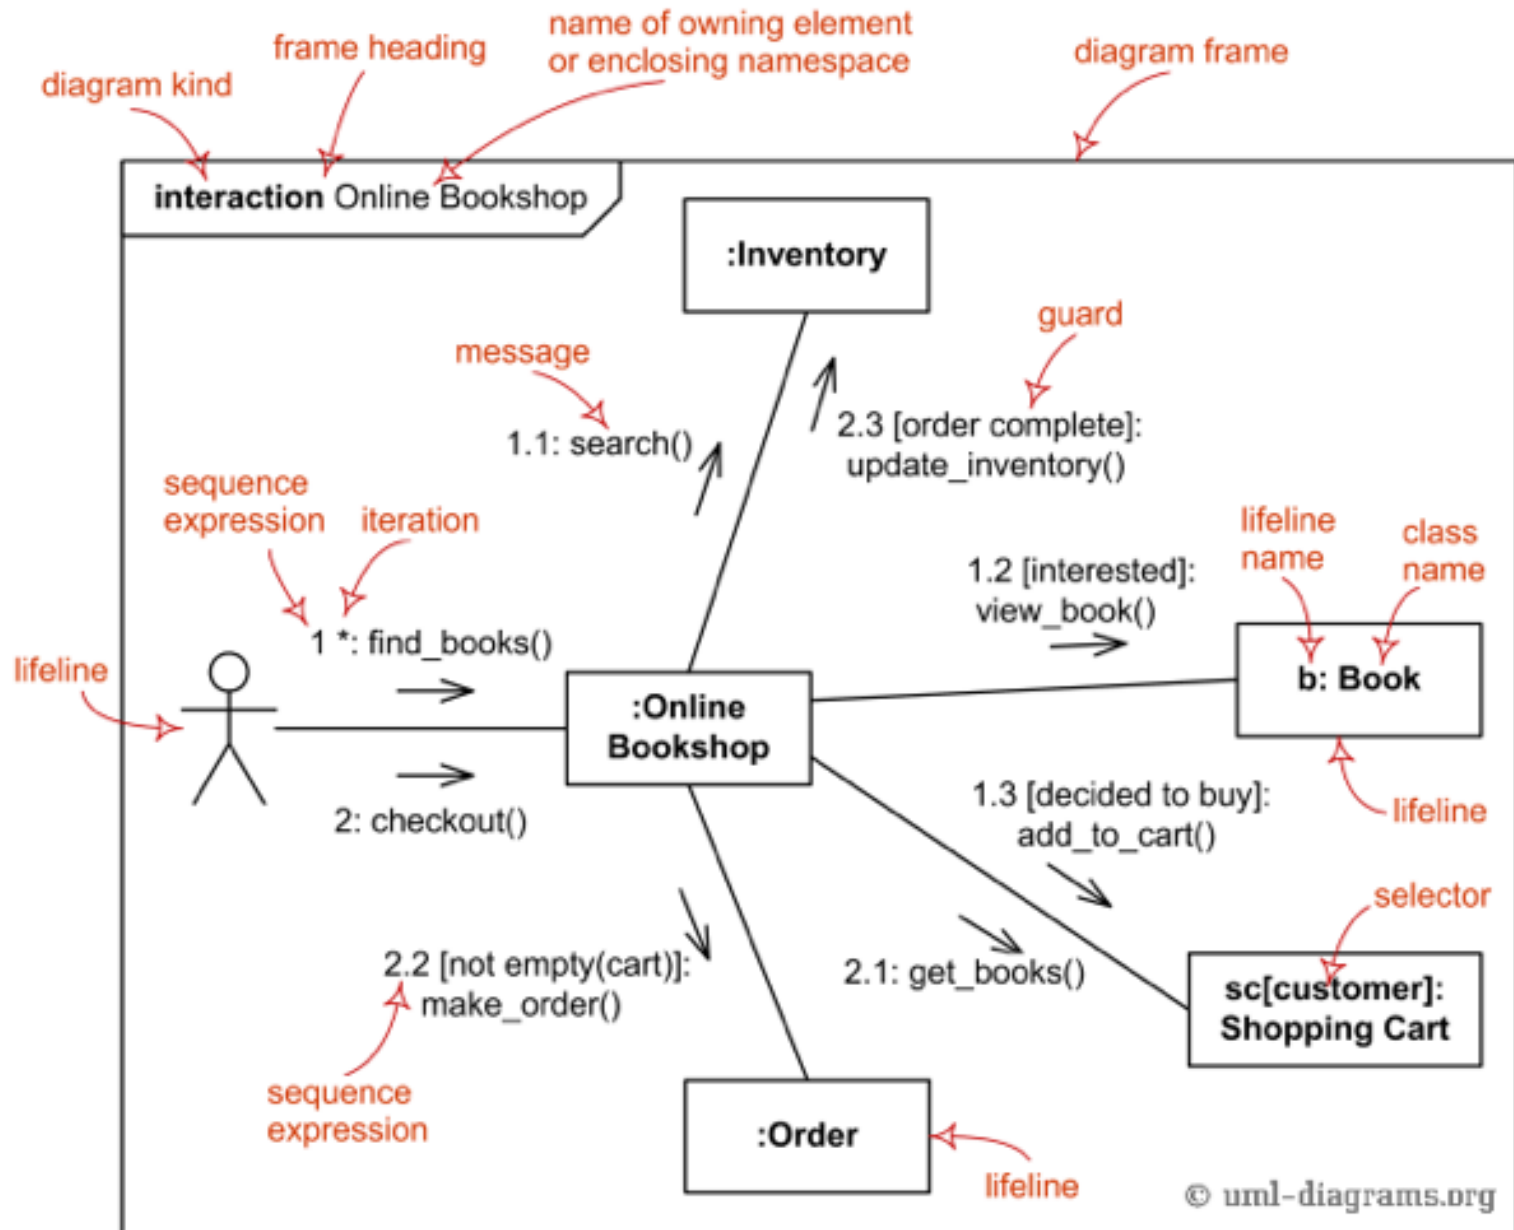 name of owning element
or enclosing namespace
frame heading
diagram frame
diagram kind
interaction Online Bookshop
:Inventory
guard
message
2.3 [order complete]:
update_inventory()
1.1: search()
sequence
expression
iteration
lifeline
name
class
name
1.2 [interested]:
view_book()
1 *: find_books()
lifeline
b: Book
:Online
Bookshop
2: checkout()
1.3 [decided to buy]:
add_to_cart()
lifeline
selector
2.2 [not empty(cart)]:
make_order()
2.1: get_books()
sc[customer]:
Shopping Cart
sequence
expression
:Order
lifeline
© uml-diagrams.org